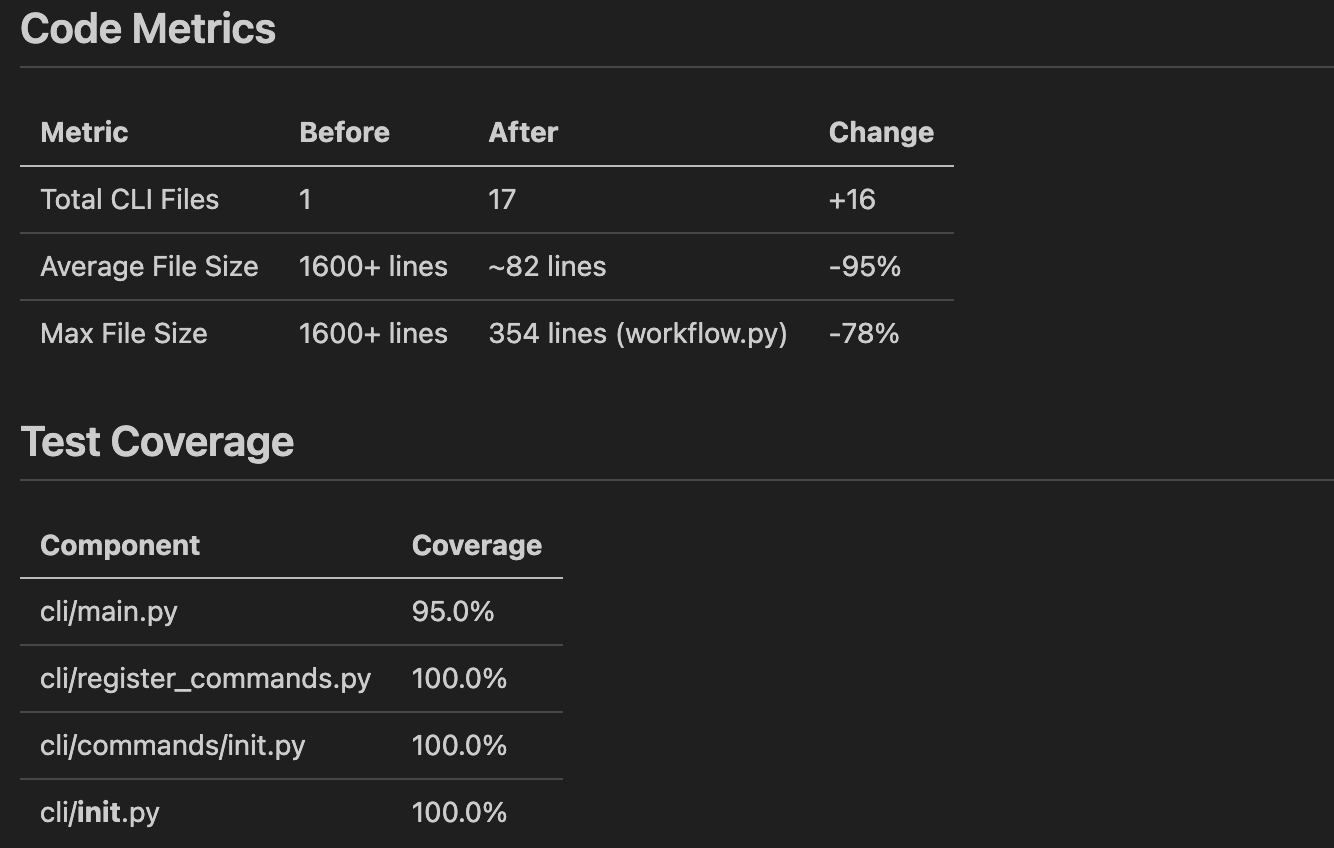 Code Metrics
Metric Before After Change
Total CLI Files 1 17 +16
Average File Size 1600+ lines ~82 lines -95%
Max File Size 1600+ lines 354 lines (workflow.py) -78%
Test Coverage
Component Coverage
cli/main.py 95.0%
cli/register_commands.py 100.0%
cli/commands/init.py 100.0%
cli/init.py 100.0%